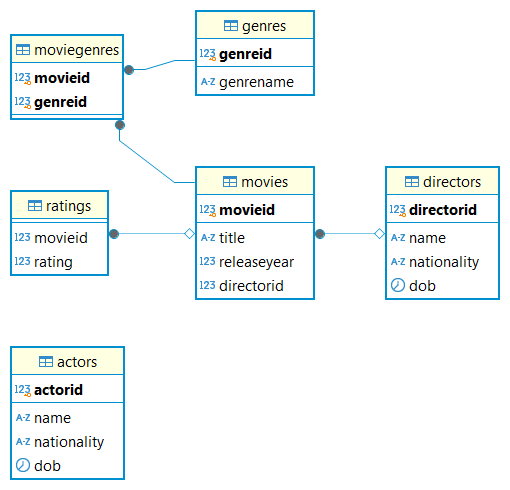 moviegenres
123 movieid
123 genreid
genres
123 genreid
A-Z genrename
ratings
123 movieid
123 rating
movies
123 movieid
A-Z title
123 releaseyear
123 directorid
directors
123 directorid
A-Z name
A-Z nationality
dob
actors
123 actorid
A-Z name
A-Z nationality
dob